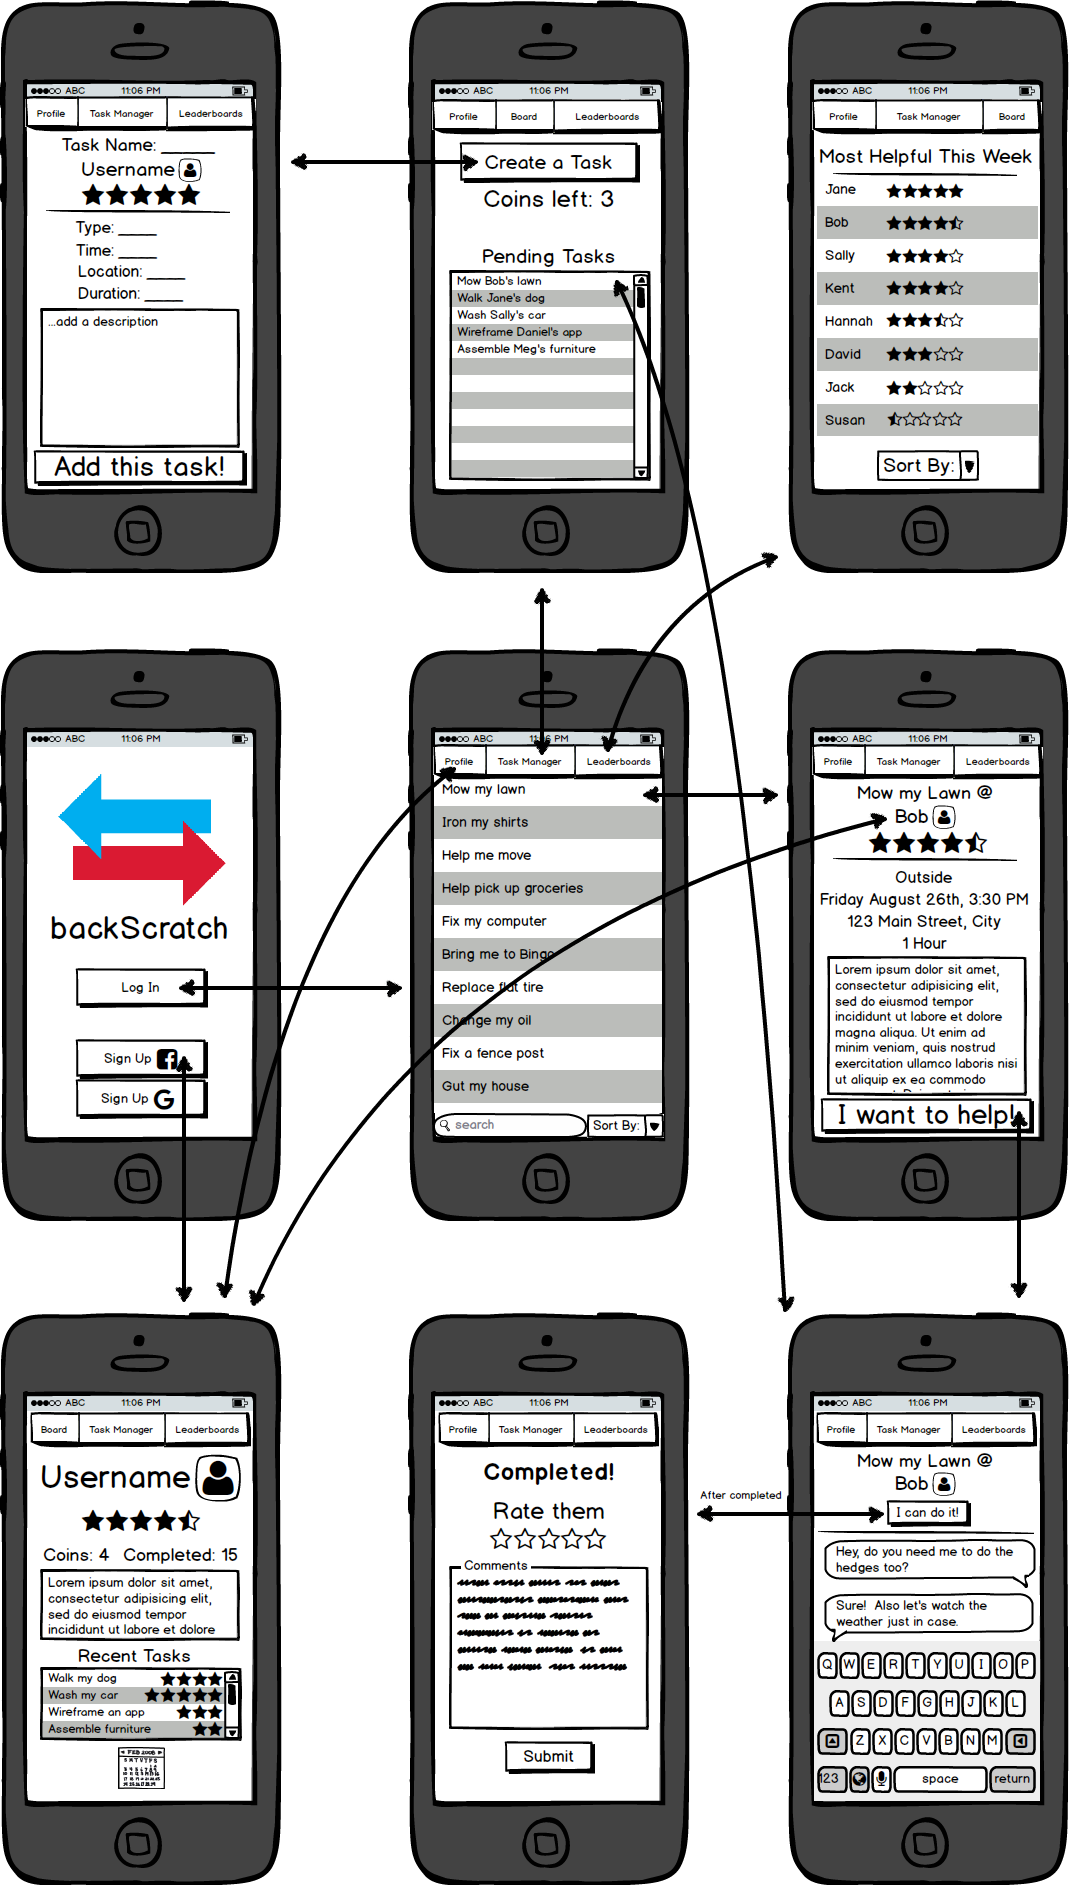 ABC 11:06 PM
Profile Task Manager Leaderboards
Task Name: ______
Username
Type: ____
Time: ____
Location: ____
Duration: ____
...add a description
Add this task!
ABC 11:06 PM
Profile Board Leaderboards
Create a Task
Coins left: 3
Pending Tasks
Mow Bob's lawn
Walk Jane's dog
Wash Sally's car
Wireframe Daniel's app
Assemble Meg's furniture
ABC 11:06 PM
Profile Task Manager Board
Most Helpful This Week
Jane
Bob
Sally
Kent
Hannah
David
Jack
Susan
Sort By:
ABC 11:06 PM
backScratch
Log In
Sign Up
Sign Up G
ABC 11:06 PM
Profile Task Manager Leaderboards
Mow my lawn
Iron my shirts
Help me move
Help pick up groceries
Fix my computer
Bring me to Bingo
Replace flat tire
Change my oil
Fix a fence post
Gut my house
search Sort By:
ABC 11:06 PM
Profile Task Manager Leaderboards
Mow my Lawn @
Bob
Outside
Friday August 26th, 3:30 PM
123 Main Street, City
1 Hour
Lorem ipsum dolor sit amet,
consectetur adipisicing elit,
sed do eiusmod tempor
incididunt ut labore et dolore
magna aliqua. Ut enim ad
minim veniam, quis nostrud
exercitation ullamco laboris nisi
ut aliquip ex ea commodo
I want to help!
ABC 11:06 PM
Board Task Manager Leaderboards
Username
Coins: 4 Completed: 15
Lorem ipsum dolor sit amet,
consectetur adipisicing elit,
sed do eiusmod tempor
incididunt ut labore et dolore
Recent Tasks
Walk my dog
Wash my car
Wireframe an app
Assemble furniture
FEB 2008
S M T W T F S
ABC 11:06 PM
Profile Task Manager Leaderboards
Completed!
Rate them
Comments
Submit
After completed
ABC 11:06 PM
Profile Task Manager Leaderboards
Mow my Lawn @
Bob
I can do it!
Hey, do you need me to do the
hedges too?
Sure! Also let's watch the
weather just in case.
Q W E R T Y U I O P
A S D F G H J K L
Z X C V B N M
123 space return